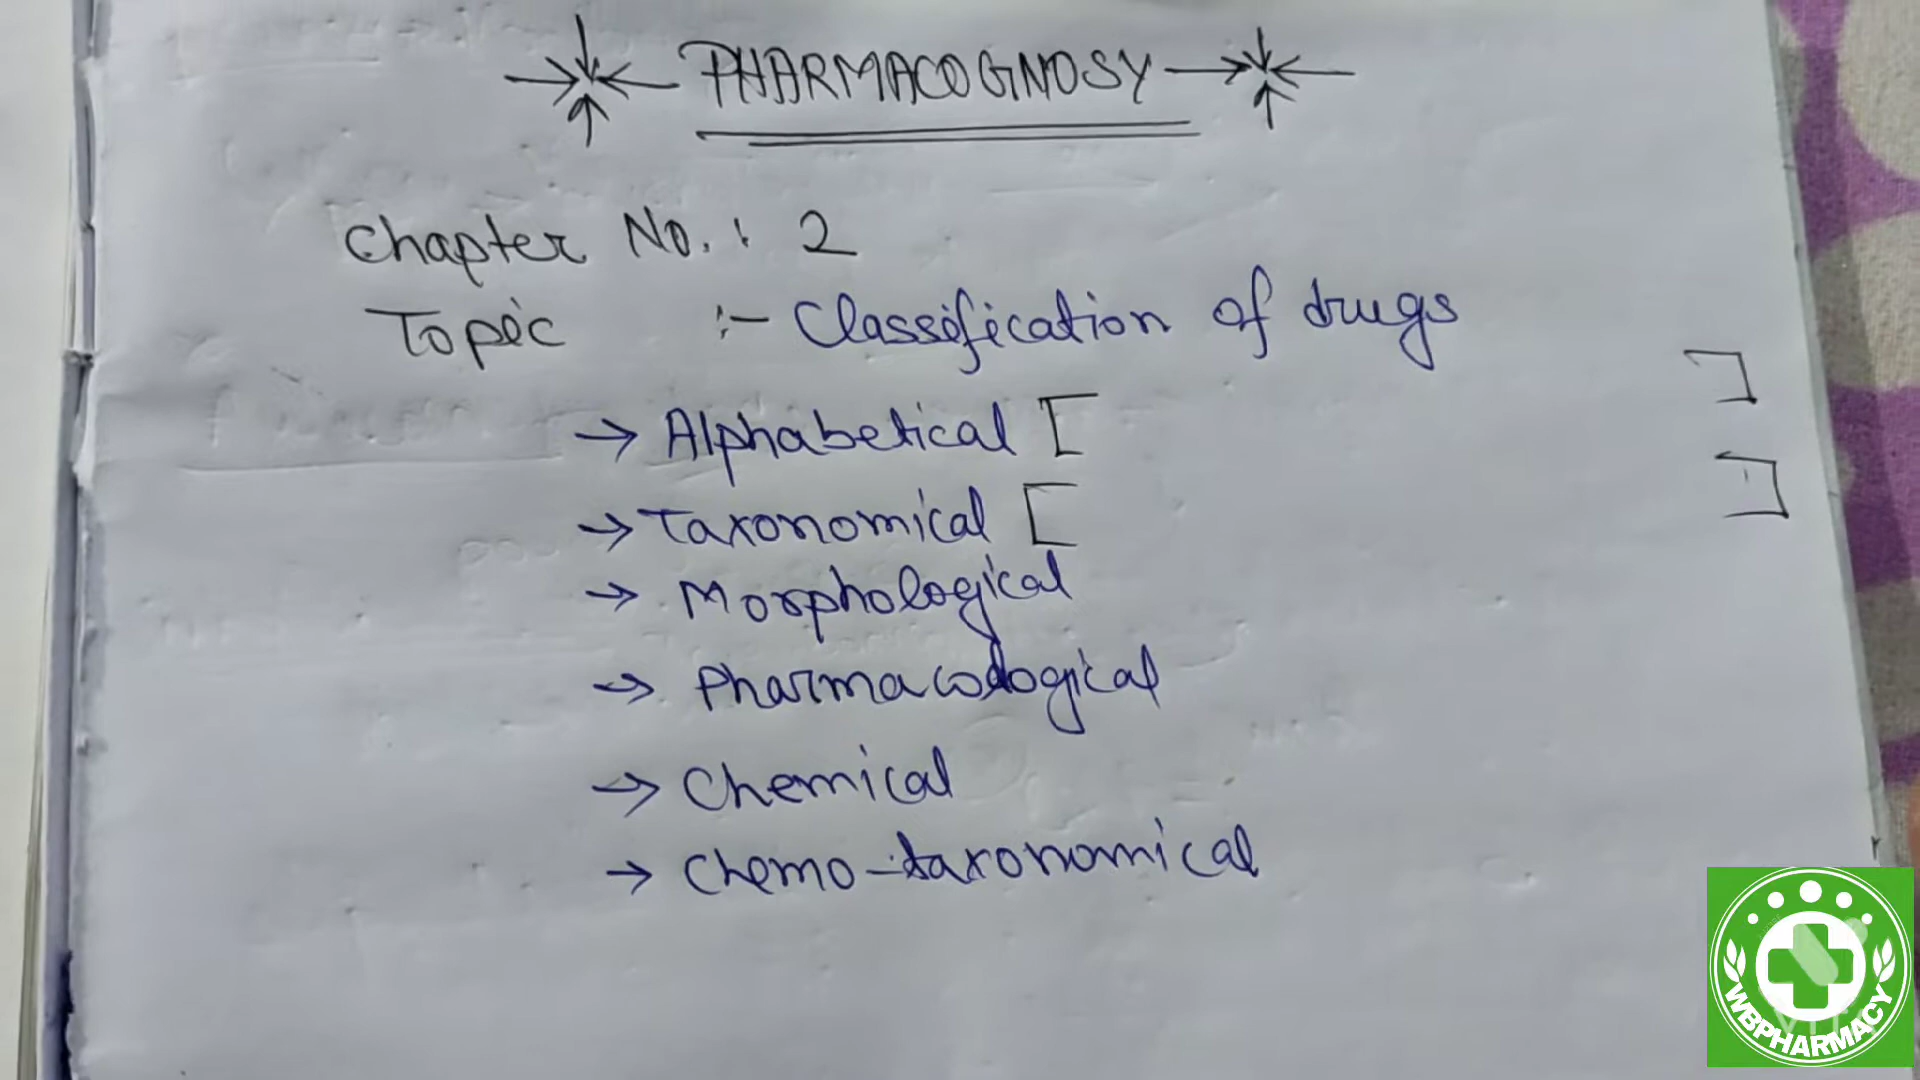 PHARMACOGNOSY
Chapter No. : 2
Topic :- Classification of drugs
→ Alphabetical [ ]
→ Taxonomical [ ]
→ Morphological
→ Pharmacological
→ Chemical
→ Chemo-taxonomical
WBPHARMACY